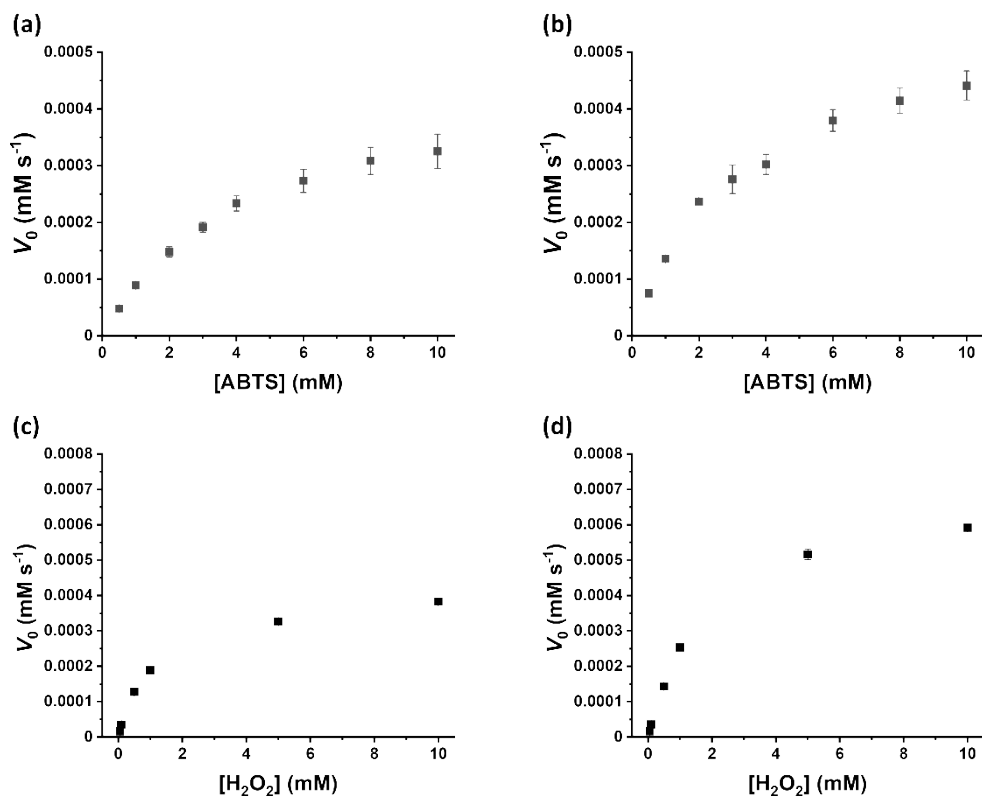 (a)
0.0005
0.0004
0.0003
0.0002
0.0001
0
V₀ (mM s⁻¹)
0 2 4 6 8 10
[ABTS] (mM)
(b)
0.0005
0.0004
0.0003
0.0002
0.0001
0
V₀ (mM s⁻¹)
0 2 4 6 8 10
[ABTS] (mM)
(c)
0.0008
0.0007
0.0006
0.0005
0.0004
0.0003
0.0002
0.0001
0
V₀ (mM s⁻¹)
0 2 4 6 8 10
[H₂O₂] (mM)
(d)
0.0008
0.0007
0.0006
0.0005
0.0004
0.0003
0.0002
0.0001
0
V₀ (mM s⁻¹)
0 2 4 6 8 10
[H₂O₂] (mM)